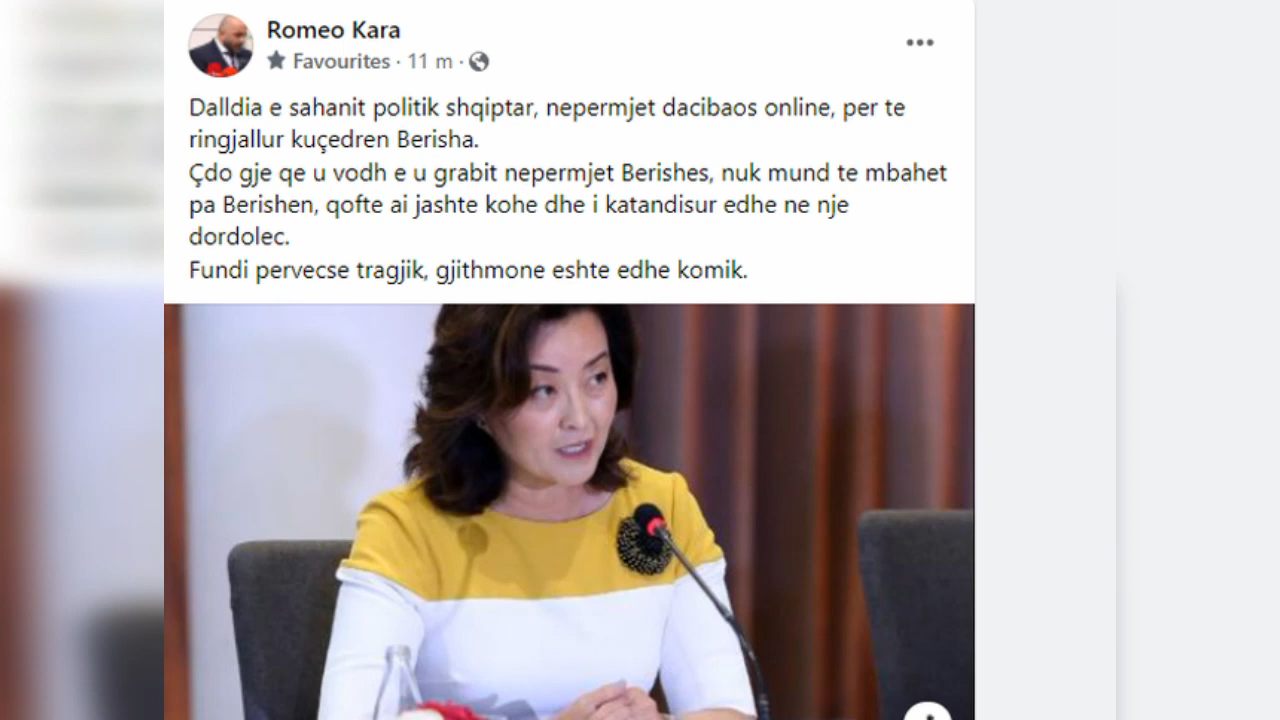 Romeo Kara
Favourites · 11 m ·
Dalldia e sahanit politik shqiptar, nepermjet dacibaos online, per te
ringjallur kuçedren Berisha.
Çdo gje qe u vodh e u grabit nepermjet Berishes, nuk mund te mbahet
pa Berishen, qofte ai jashte kohe dhe i katandisur edhe ne nje
dordolec.
Fundi pervecse tragjik, gjithmone eshte edhe komik.